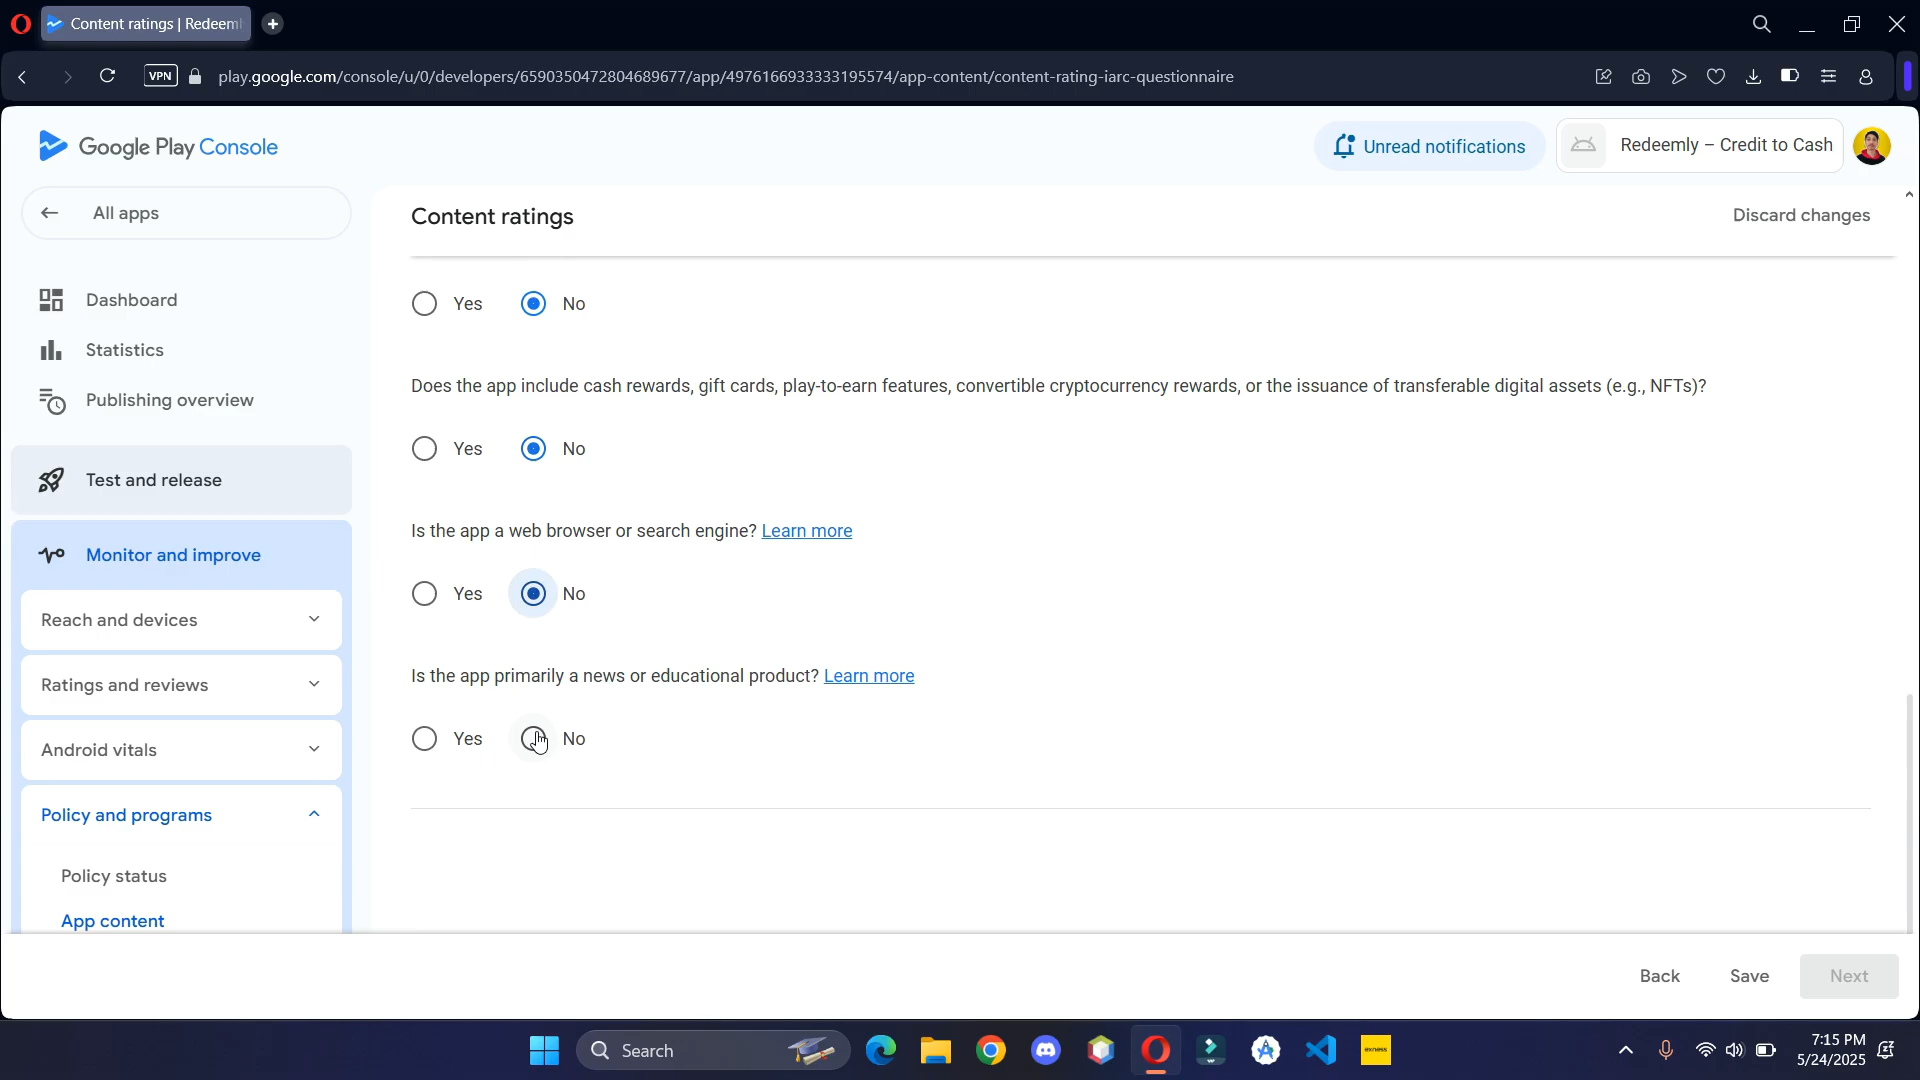 Content ratings | Redeem
VPN
play.google.com/console/u/0/developers/6590350472804689677/app/4976166933333195574/app-content/content-rating-iarc-questionnaire
Google Play Console
Unread notifications
Redeemly – Credit to Cash
All apps
Content ratings
Discard changes
Dashboard
Statistics
Publishing overview
Test and release
Monitor and improve
Reach and devices
Ratings and reviews
Android vitals
Policy and programs
Policy status
App content
Yes No
Does the app include cash rewards, gift cards, play-to-earn features, convertible cryptocurrency rewards, or the issuance of transferable digital assets (e.g., NFTs)?
Yes No
Is the app a web browser or search engine? Learn more
Yes No
Is the app primarily a news or educational product? Learn more
Yes No
Back Save Next
Search
exness
7:15 PM
5/24/2025